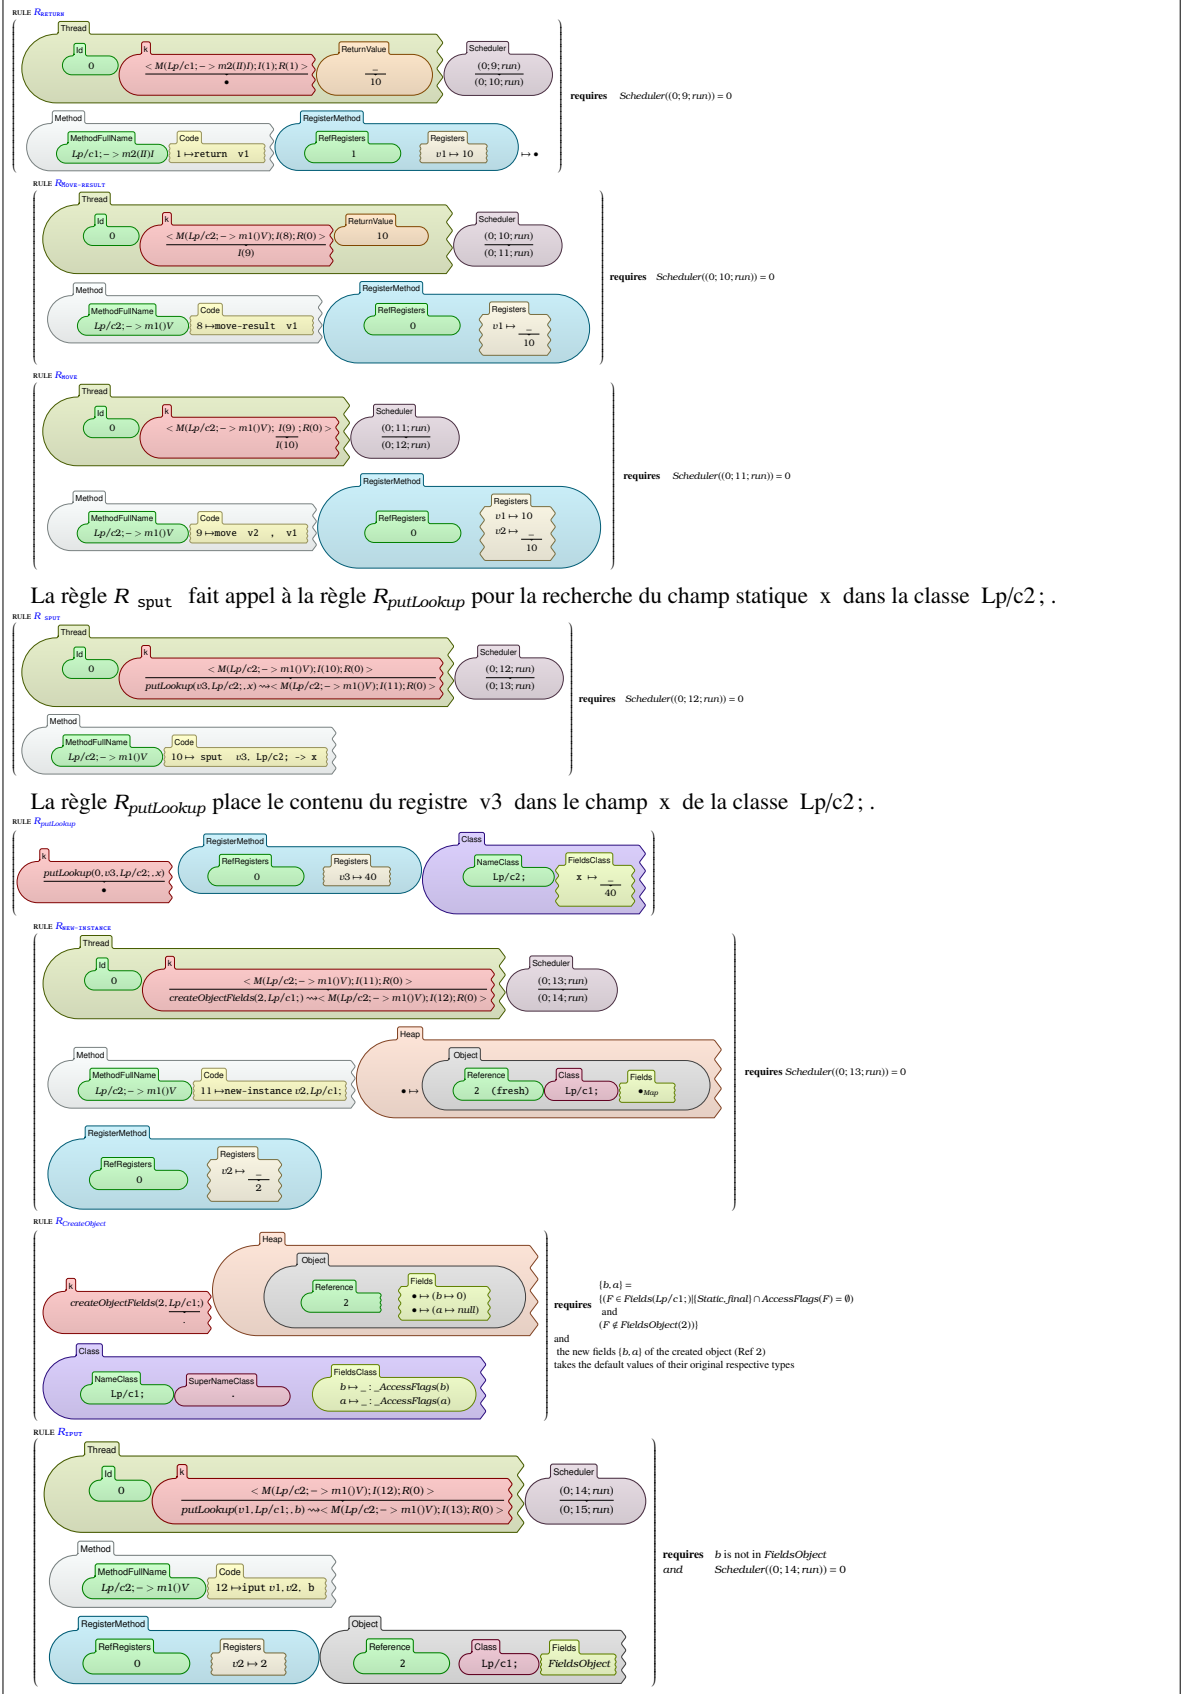 RULE R_RETURN
Thread
Id k ReturnValue Scheduler
0 < M(Lp/c1;−> m2(II)I); I(1); R(1) > _ (0;9;run)
• 10 (0;10;run)
requires Scheduler((0;9;run)) = 0
Method RegisterMethod
MethodFullName Code RefRegisters Registers
Lp/c1;−> m2(II)I 1 ↦return v1 1 v1 ↦ 10 ↦ •
RULE R_MOVE-RESULT
Thread
Id k ReturnValue Scheduler
0 < M(Lp/c2;−> m1()V; I(8); R(0) > 10 (0;10;run)
I(9) (0;11;run)
requires Scheduler((0;10;run)) = 0
Method RegisterMethod
MethodFullName Code RefRegisters Registers
Lp/c2;−> m1()V 8 ↦move-result v1 0 v1 ↦ _
10
RULE R_MOVE
Thread
Id k Scheduler
0 < M(Lp/c2;−> m1()V); I(9) ; R(0) > (0;11;run)
I(10) (0;12;run)
requires Scheduler((0;11;run)) = 0
Method RegisterMethod
MethodFullName Code RefRegisters Registers
v1 ↦ 10
Lp/c2;−> m1()V 9 ↦move v2 , v1 0 v2 ↦ _
10
La règle R sput fait appel à la règle R_putLookup pour la recherche du champ statique x dans la classe Lp/c2; .
RULE R SPUT
Thread
Id k Scheduler
0 < M(Lp/c2;−> m1()V); I(10); R(0) > (0;12;run)
putLookup(v3, Lp/c2; , x) ⇝< M(Lp/c2;−> m1()V); I(11); R(0) > (0;13;run)
requires Scheduler((0;12;run)) = 0
Method
MethodFullName Code
Lp/c2;−> m1()V 10 ↦ sput v3, Lp/c2; -> x
La règle R_putLookup place le contenu du registre v3 dans le champ x de la classe Lp/c2; .
RULE R_putLookup
k RegisterMethod Class
RefRegisters Registers NameClass FieldsClass
putLookup(0, v3, Lp/c2; , x) 0 v3 ↦ 40 Lp/c2; x ↦ _
• 40
RULE R_NEW-INSTANCE
Thread
Id k Scheduler
0 < M(Lp/c2;−> m1()V); I(11); R(0) > (0;13;run)
createObjectFields(2, Lp/c1;) ⇝< M(Lp/c2;−> m1()V); I(12); R(0) > (0;14;run)
Heap
Method Object
MethodFullName Code Reference Class Fields
Lp/c2;−> m1()V 11 ↦new-instance v2, Lp/c1; • ↦ 2 (fresh) Lp/c1; •Map
requires Scheduler((0;13;run)) = 0
RegisterMethod
RefRegisters Registers
0 v2 ↦ _
2
RULE R_CreateObject
Heap
Object
k Reference Fields
createObjectFields(2, Lp/c1;) 2 • ↦ (b ↦ 0)
. • ↦ (a ↦ null)
requires {b, a} =
{(F ∈ Fields(Lp/c1;)|{Static, final} ∩ AccessFlags(F) = ∅)
and
(F ∉ FieldsObject(2))}
and
the new fields {b, a} of the created object (Ref 2)
takes the default values of their original respective types
Class
NameClass SuperNameClass FieldsClass
Lp/c1; . b ↦ _ : _AccessFlags(b)
a ↦ _ : _AccessFlags(a)
RULE R_IPUT
Thread
Id k Scheduler
0 < M(Lp/c2;−> m1()V); I(12); R(0) > (0;14;run)
putLookup(v1, Lp/c1; , b) ⇝< M(Lp/c2;−> m1()V); I(13); R(0) > (0;15;run)
requires b is not in FieldsObject
and Scheduler((0;14;run)) = 0
Method
MethodFullName Code
Lp/c2;−> m1()V 12 ↦iput v1, v2, b
RegisterMethod Object
RefRegisters Registers Reference Class Fields
0 v2 ↦ 2 2 Lp/c1; FieldsObject